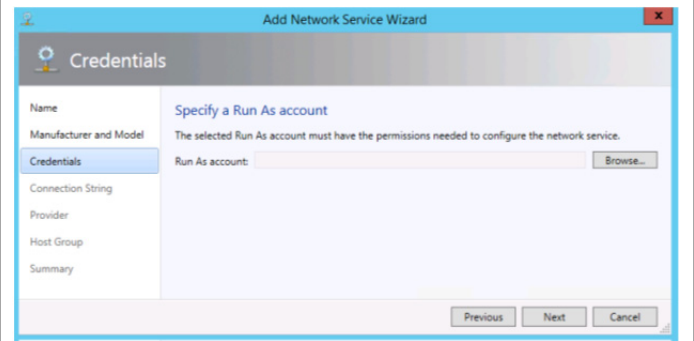 Add Network Service Wizard
x
Credentials
Name
Manufacturer and Model
Credentials
Connection String
Provider
Host Group
Summary
Specify a Run As account
The selected Run As account must have the permissions needed to configure the network service.
Run As account:
Browse...
Previous
Next
Cancel